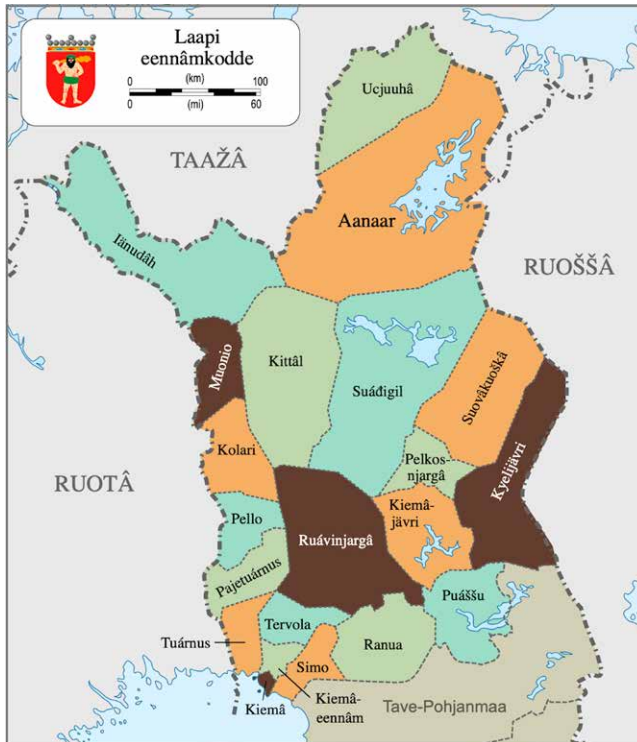 Laapi
eennâmkodde
0 (km) 100
0 (mi) 60
Ucjuuhâ
TAAŽÂ
Aanaar
Iänudâh
RUOŠŠÂ
Muonio
Kittâl
Suáđigil
Suovâkuoškâ
Kolari
Pelkos-
njargâ
Kyelijävri
RUOTÂ
Kiemâ-
jävri
Pello
Ruávinjargâ
Pajetuárnus
Puáššu
Tervola
Tuárnus
Ranua
Simo
Kiemâ
Kiemâ-
eennâm
Tave-Pohjanmaa